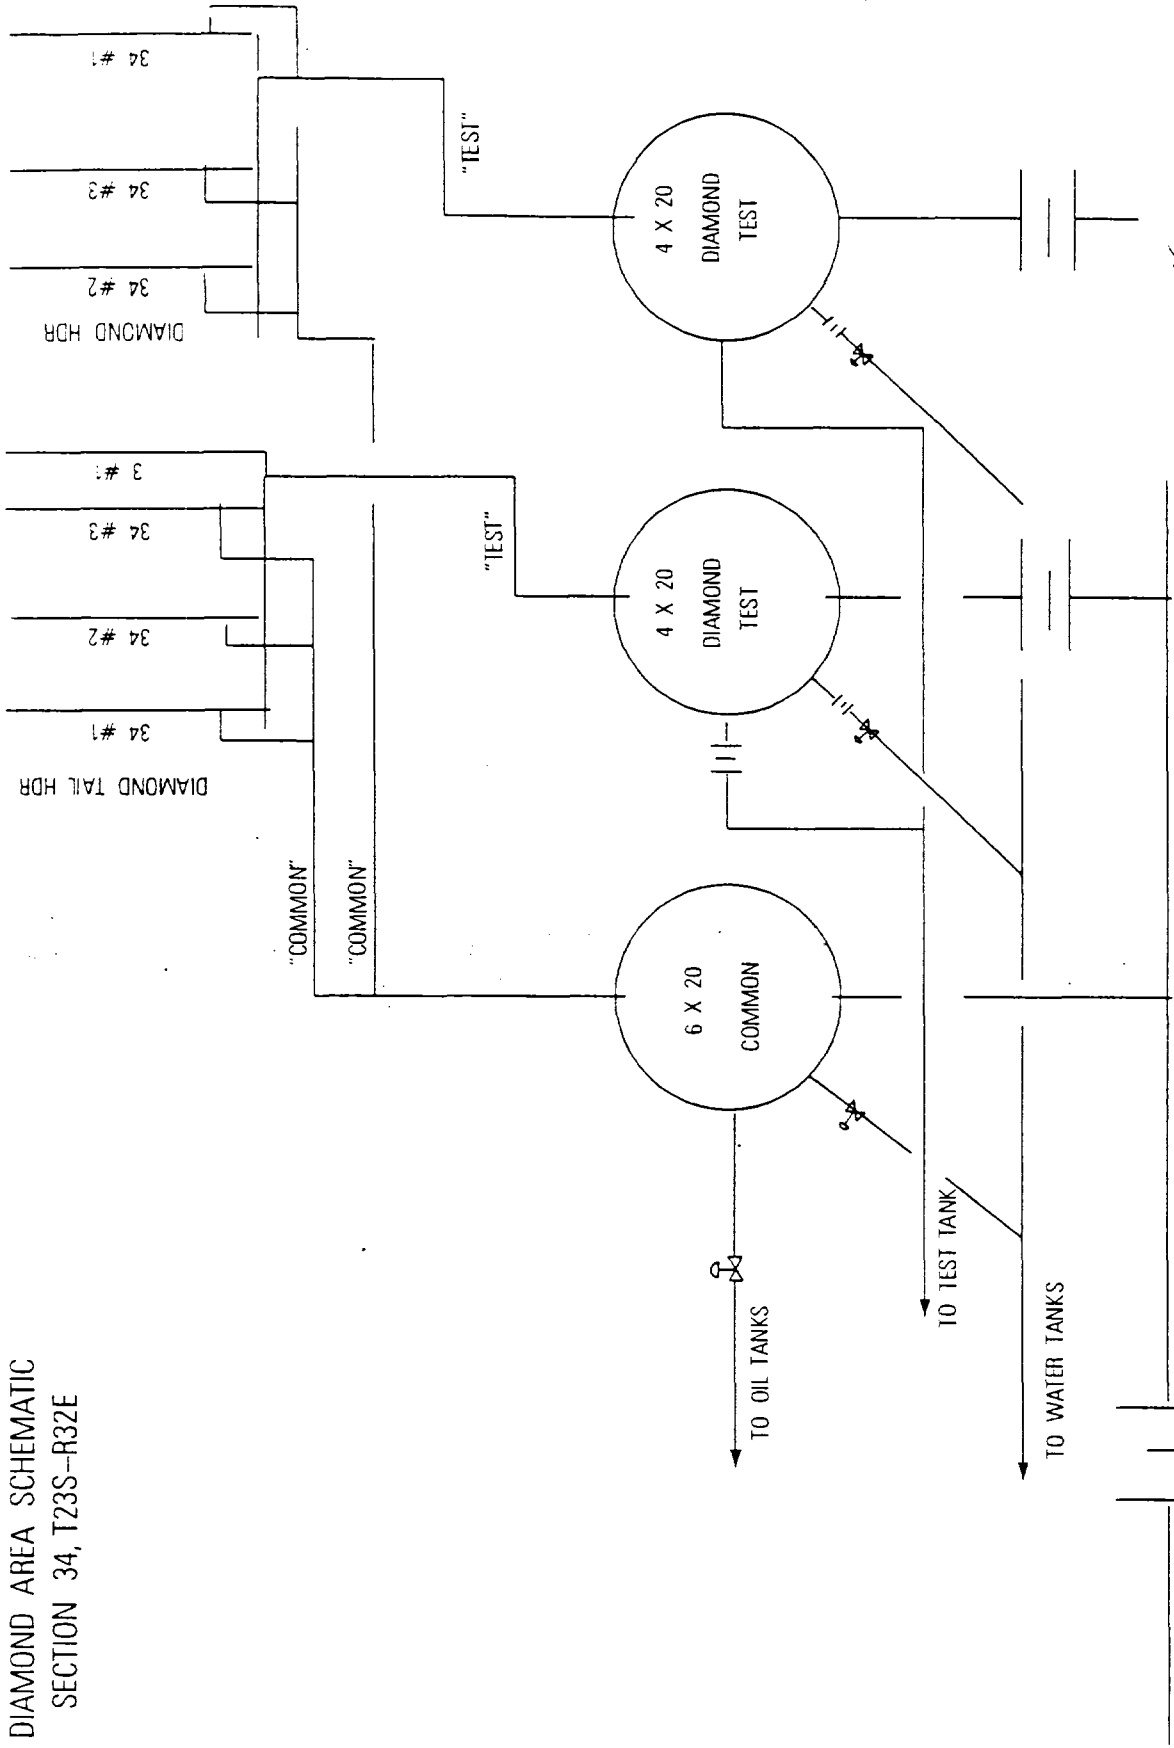 DIAMOND AREA SCHEMATIC
SECTION 34, T23S-R32E
DIAMOND TAIL HDR
34 #1
34 #2
34 #3
3 #1
DIAMOND HDR
34 #2
34 #3
34 #1
"COMMON"
"COMMON"
"TEST"
"TEST"
6 X 20
COMMON
4 X 20
DIAMOND
TEST
4 X 20
DIAMOND
TEST
TO OIL TANKS
TO TEST TANK
TO WATER TANKS